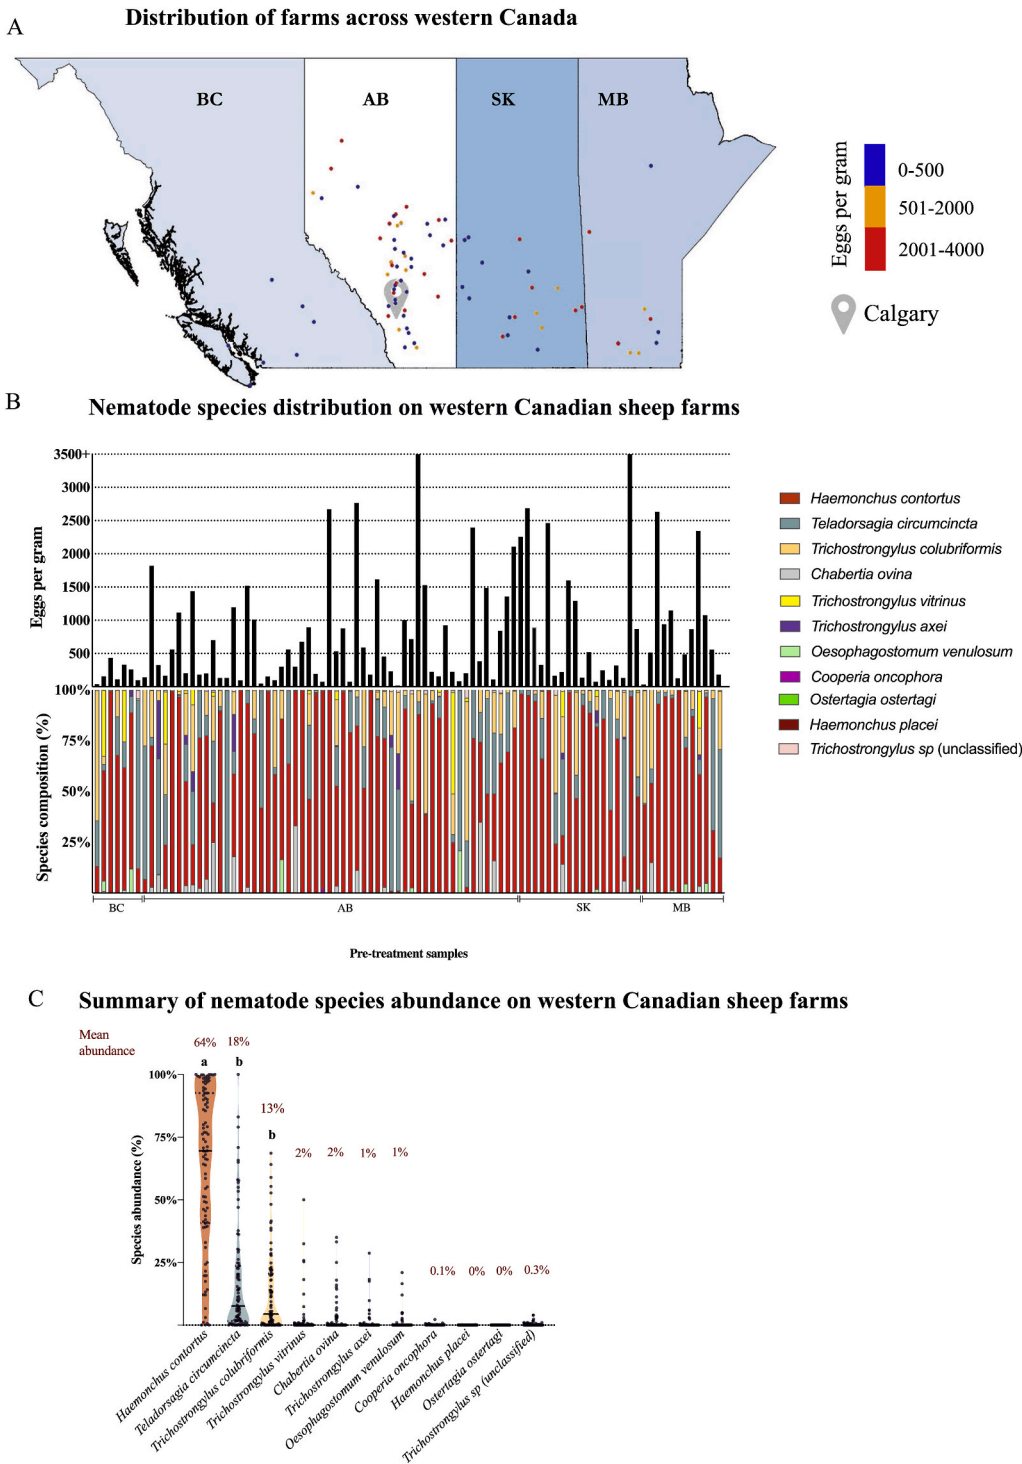 A
Distribution of farms across western Canada
BC
AB
SK
MB
Eggs per gram
0-500
501-2000
2001-4000
Calgary
B
Nematode species distribution on western Canadian sheep farms
Eggs per gram
3500+
3000
2500
2000
1500
1000
500
Species composition (%)
100%
75%
50%
25%
BC
AB
SK
MB
Pre-treatment samples
Haemonchus contortus
Teladorsagia circumcincta
Trichostrongylus colubriformis
Chabertia ovina
Trichostrongylus vitrinus
Trichostrongylus axei
Oesophagostomum venulosum
Cooperia oncophora
Ostertagia ostertagi
Haemonchus placei
Trichostrongylus sp (unclassified)
C
Summary of nematode species abundance on western Canadian sheep farms
Mean
abundance
64%
18%
13%
2%
2%
1%
1%
0.1%
0%
0%
0.3%
a
b
b
Species abundance (%)
100%
75%
50%
25%
Haemonchus contortus
Teladorsagia circumcincta
Trichostrongylus colubriformis
Trichostrongylus vitrinus
Chabertia ovina
Trichostrongylus axei
Oesophagostomum venulosum
Cooperia oncophora
Haemonchus placei
Ostertagia ostertagi
Trichostrongylus sp (unclassified)